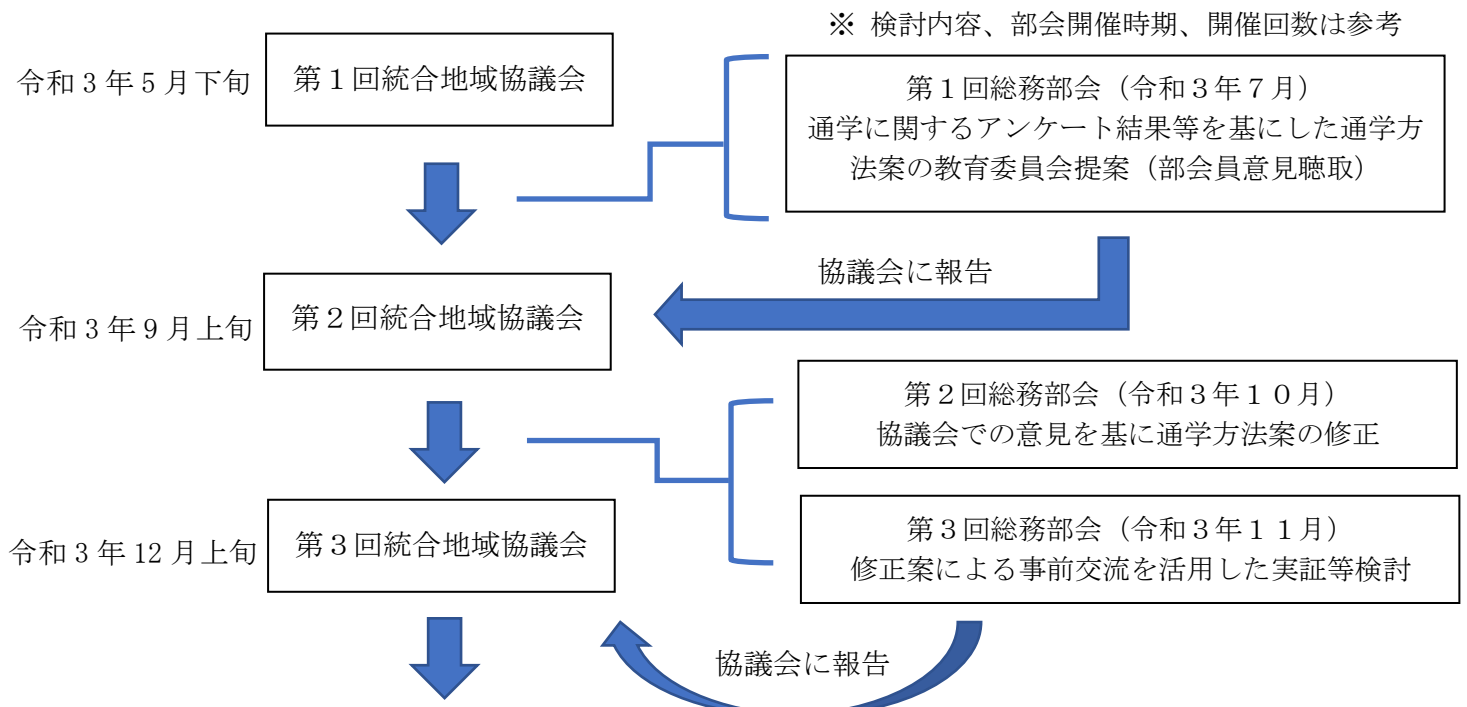 ※ 検討内容、部会開催時期、開催回数は参考
令和３年５月下旬
第１回統合地域協議会
第１回総務部会（令和３年７月）
通学に関するアンケート結果等を基にした通学方
法案の教育委員会提案（部会員意見聴取）
協議会に報告
令和３年９月上旬
第２回統合地域協議会
第２回総務部会（令和３年１０月）
協議会での意見を基に通学方法案の修正
令和３年 12 月上旬
第３回統合地域協議会
第３回総務部会（令和３年１１月）
修正案による事前交流を活用した実証等検討
協議会に報告